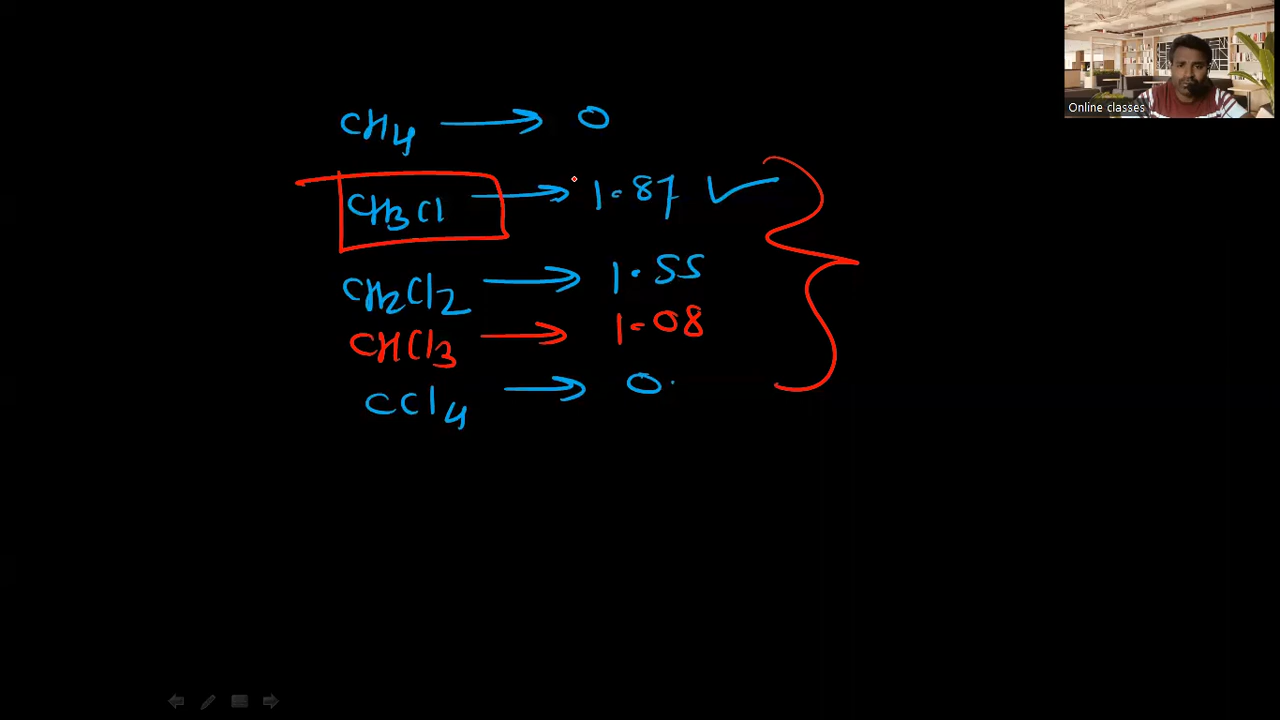 CH4 → 0
CH3Cl → 1.87 ✓
CH2Cl2 → 1.55
CHCl3 → 1.08
CCl4 → 0.
Online classes